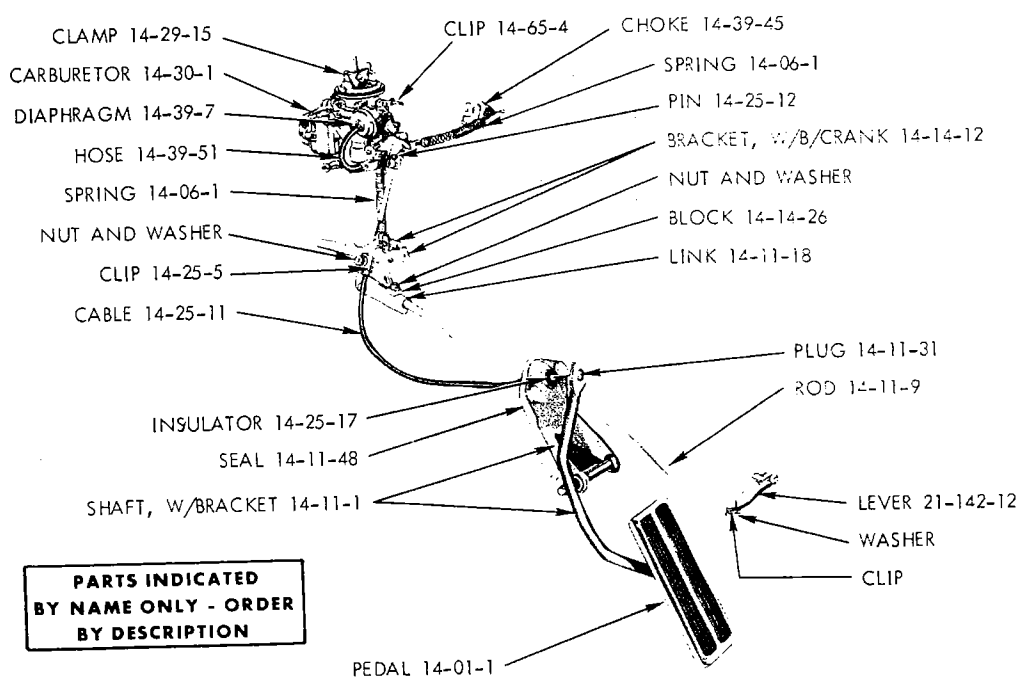 CLAMP 14-29-15
CLIP 14-65-4
CHOKE 14-39-45
CARBURETOR 14-30-1
SPRING 14-06-1
DIAPHRAGM 14-39-7
PIN 14-25-12
HOSE 14-39-51
BRACKET, W/B/CRANK 14-14-12
SPRING 14-06-1
NUT AND WASHER
NUT AND WASHER
BLOCK 14-14-26
CLIP 14-25-5
LINK 14-11-18
CABLE 14-25-11
PLUG 14-11-31
ROD 14-11-9
INSULATOR 14-25-17
SEAL 14-11-48
SHAFT, W/BRACKET 14-11-1
LEVER 21-142-12
WASHER
CLIP
PARTS INDICATED
BY NAME ONLY - ORDER
BY DESCRIPTION
PEDAL 14-01-1